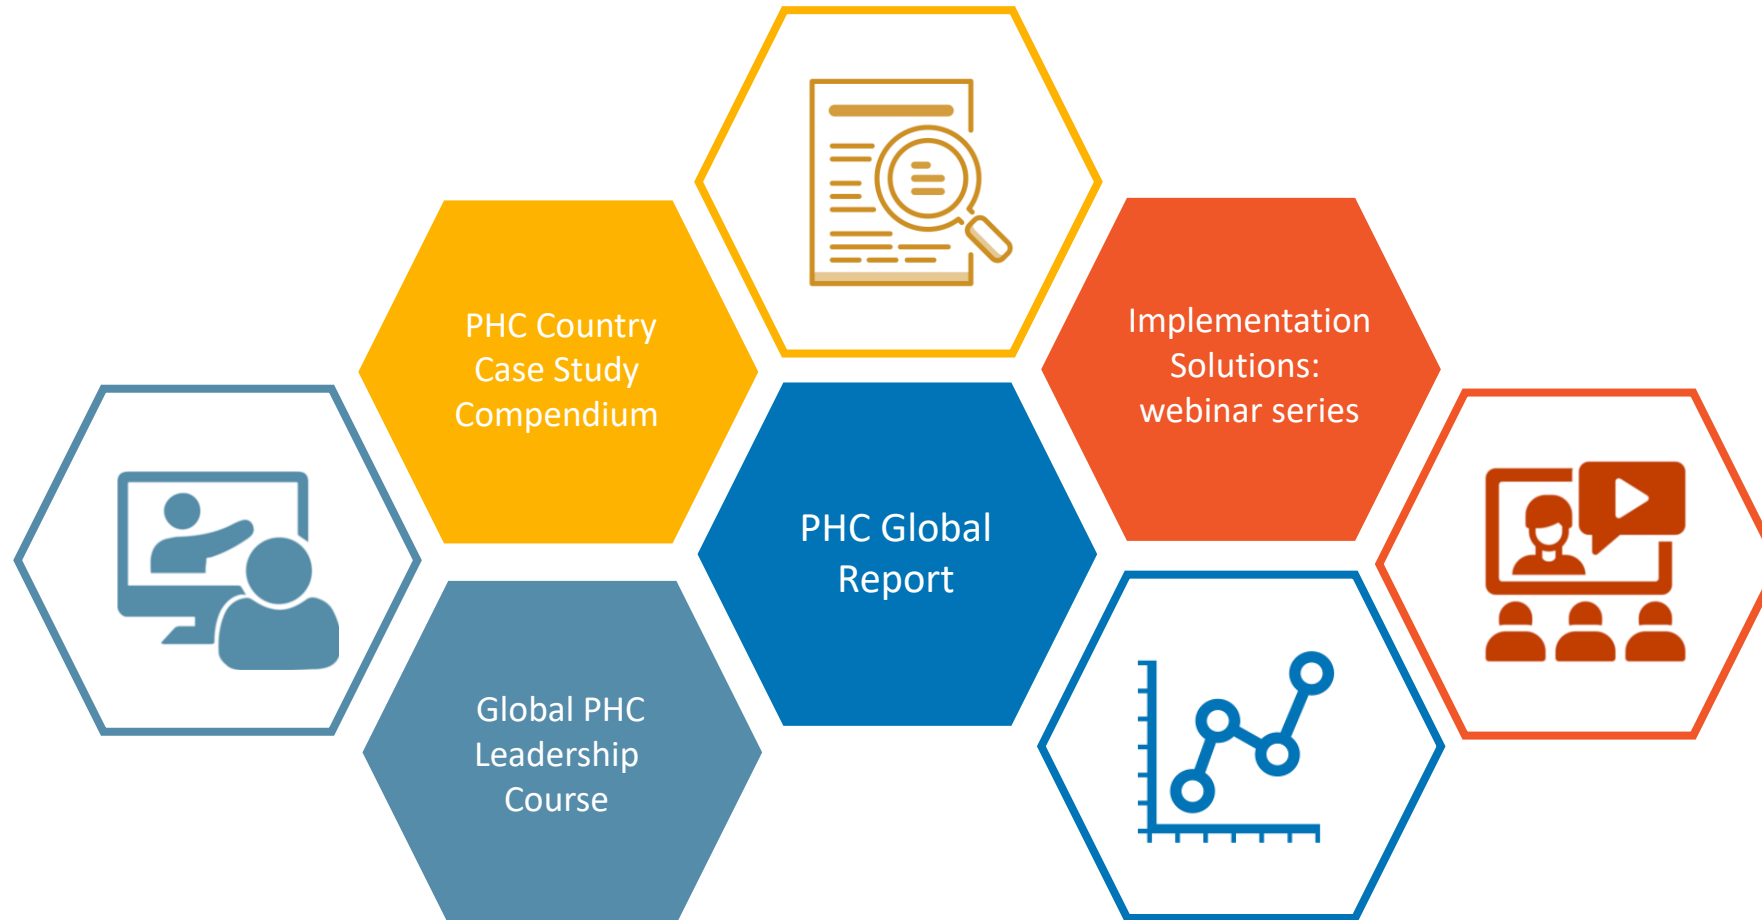 PHC Country
Case Study
Compendium
Implementation
Solutions:
webinar series
PHC Global
Report
Global PHC
Leadership
Course